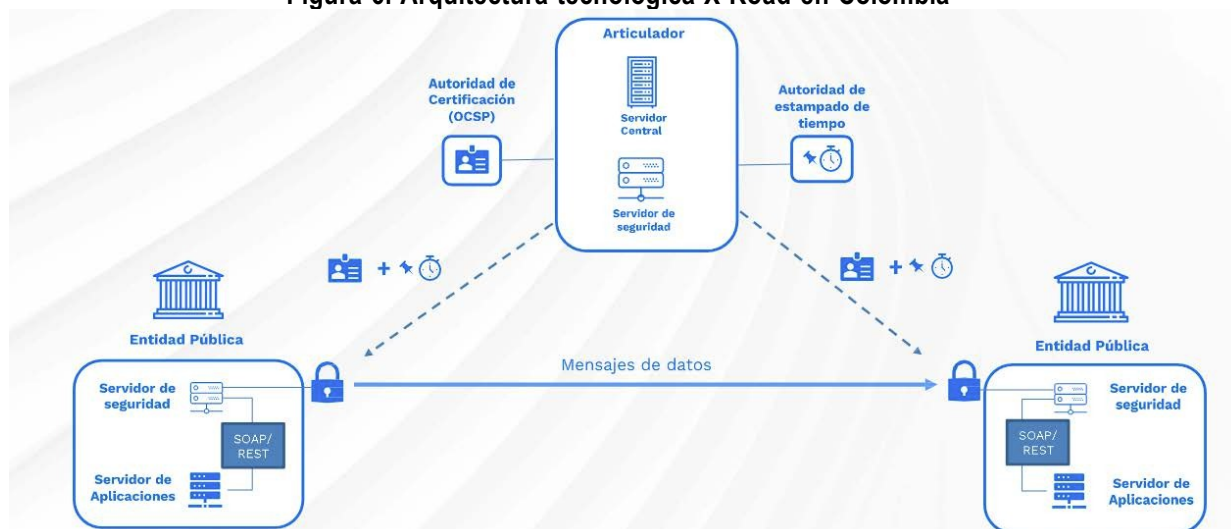 Figura 6. Arquitectura tecnológica X-Road en Colombia
Articulador
Autoridad de
Certificación
(OCSP)
Servidor
Central
Autoridad de
estampado de
tiempo
Servidor de
seguridad
+
+
Entidad Pública
Entidad Pública
Mensajes de datos
Servidor de
seguridad
SOAP/
REST
Servidor de
Aplicaciones
Servidor de
seguridad
SOAP/
REST
Servidor de
Aplicaciones